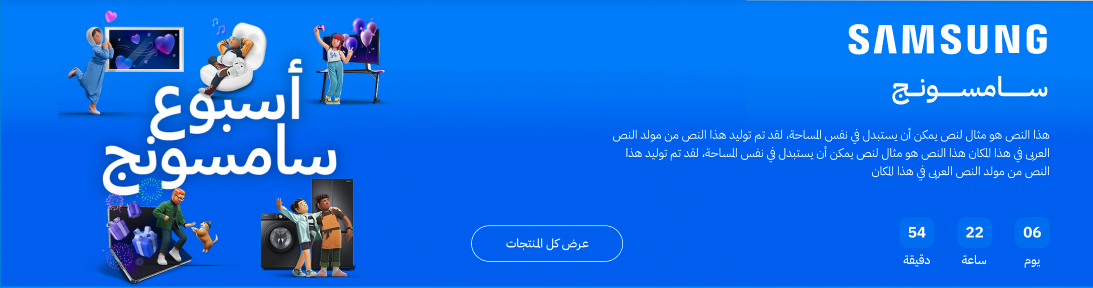 SAMSUNG
ســـامســـونـــج
هذا النص هو مثال لنص يمكن أن يستبدل في نفس المساحة، لقد تم توليد هذا النص من مولد النص
العربى في هذا المكان هذا النص هو مثال لنص يمكن أن يستبدل في نفس المساحة، لقد تم توليد هذا
النص من مولد النص العربى في هذا المكان
06 22 54
يوم ساعة دقيقة
عرض كل المنتجات
أسبوع
سامسونج